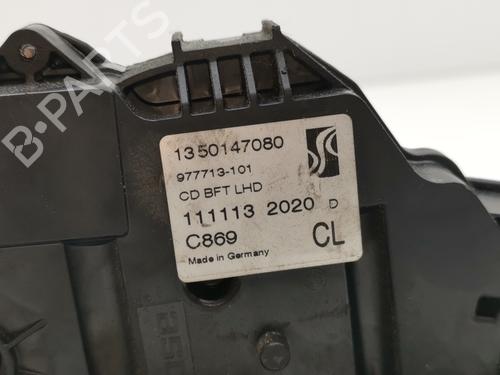 B-PARTS
1350147080
977713-101
CD BFT LHD
111113 2020 D
C869 CL
Made in Germany